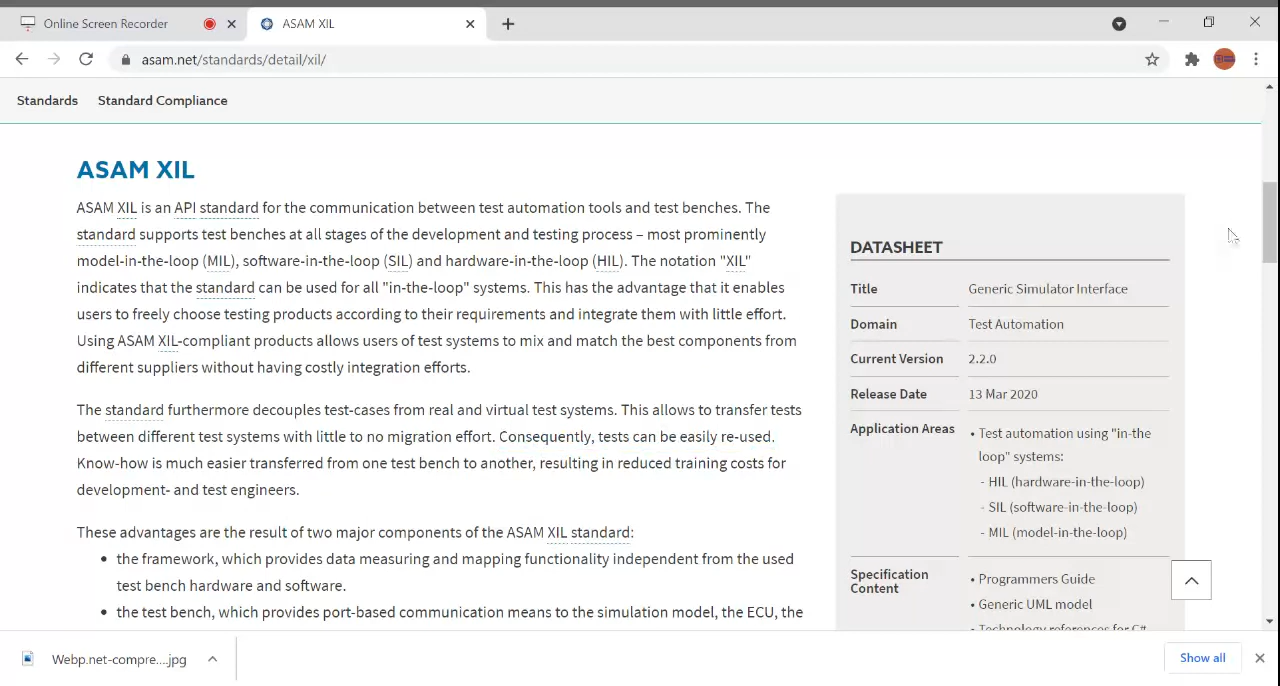 Online Screen Recorder
ASAM XIL
asam.net/standards/detail/xil/
Standards
Standard Compliance
ASAM XIL
ASAM XIL is an API standard for the communication between test automation tools and test benches. The
standard supports test benches at all stages of the development and testing process – most prominently
model-in-the-loop (MIL), software-in-the-loop (SIL) and hardware-in-the-loop (HIL). The notation "XIL"
indicates that the standard can be used for all "in-the-loop" systems. This has the advantage that it enables
users to freely choose testing products according to their requirements and integrate them with little effort.
Using ASAM XIL-compliant products allows users of test systems to mix and match the best components from
different suppliers without having costly integration efforts.
The standard furthermore decouples test-cases from real and virtual test systems. This allows to transfer tests
between different test systems with little to no migration effort. Consequently, tests can be easily re-used.
Know-how is much easier transferred from one test bench to another, resulting in reduced training costs for
development- and test engineers.
These advantages are the result of two major components of the ASAM XIL standard:
• the framework, which provides data measuring and mapping functionality independent from the used
test bench hardware and software.
• the test bench, which provides port-based communication means to the simulation model, the ECU, the
DATASHEET
Title Generic Simulator Interface
Domain Test Automation
Current Version 2.2.0
Release Date 13 Mar 2020
Application Areas • Test automation using "in-the
loop" systems:
- HIL (hardware-in-the-loop)
- SIL (software-in-the-loop)
- MIL (model-in-the-loop)
Specification
Content
• Programmers Guide
• Generic UML model
• Technology references for C#
Webp.net-compre....jpg
Show all